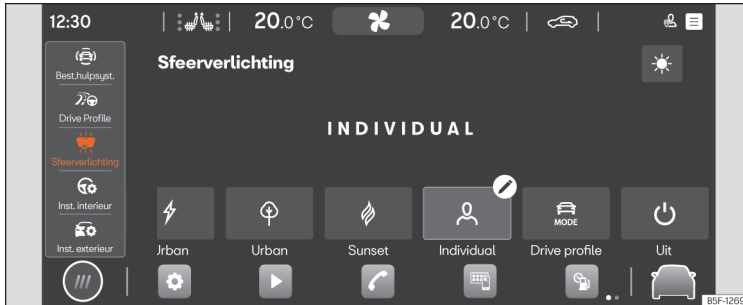 12:30
20.0°C
20.0°C
Best.hulpsyst.
Drive Profile
Sfeerverlichting
Inst. interieur
Inst. exterieur
Sfeerverlichting
INDIVIDUAL
MODE
Urban
Sunset
Individual
Drive profile
Uit
B5F-1269